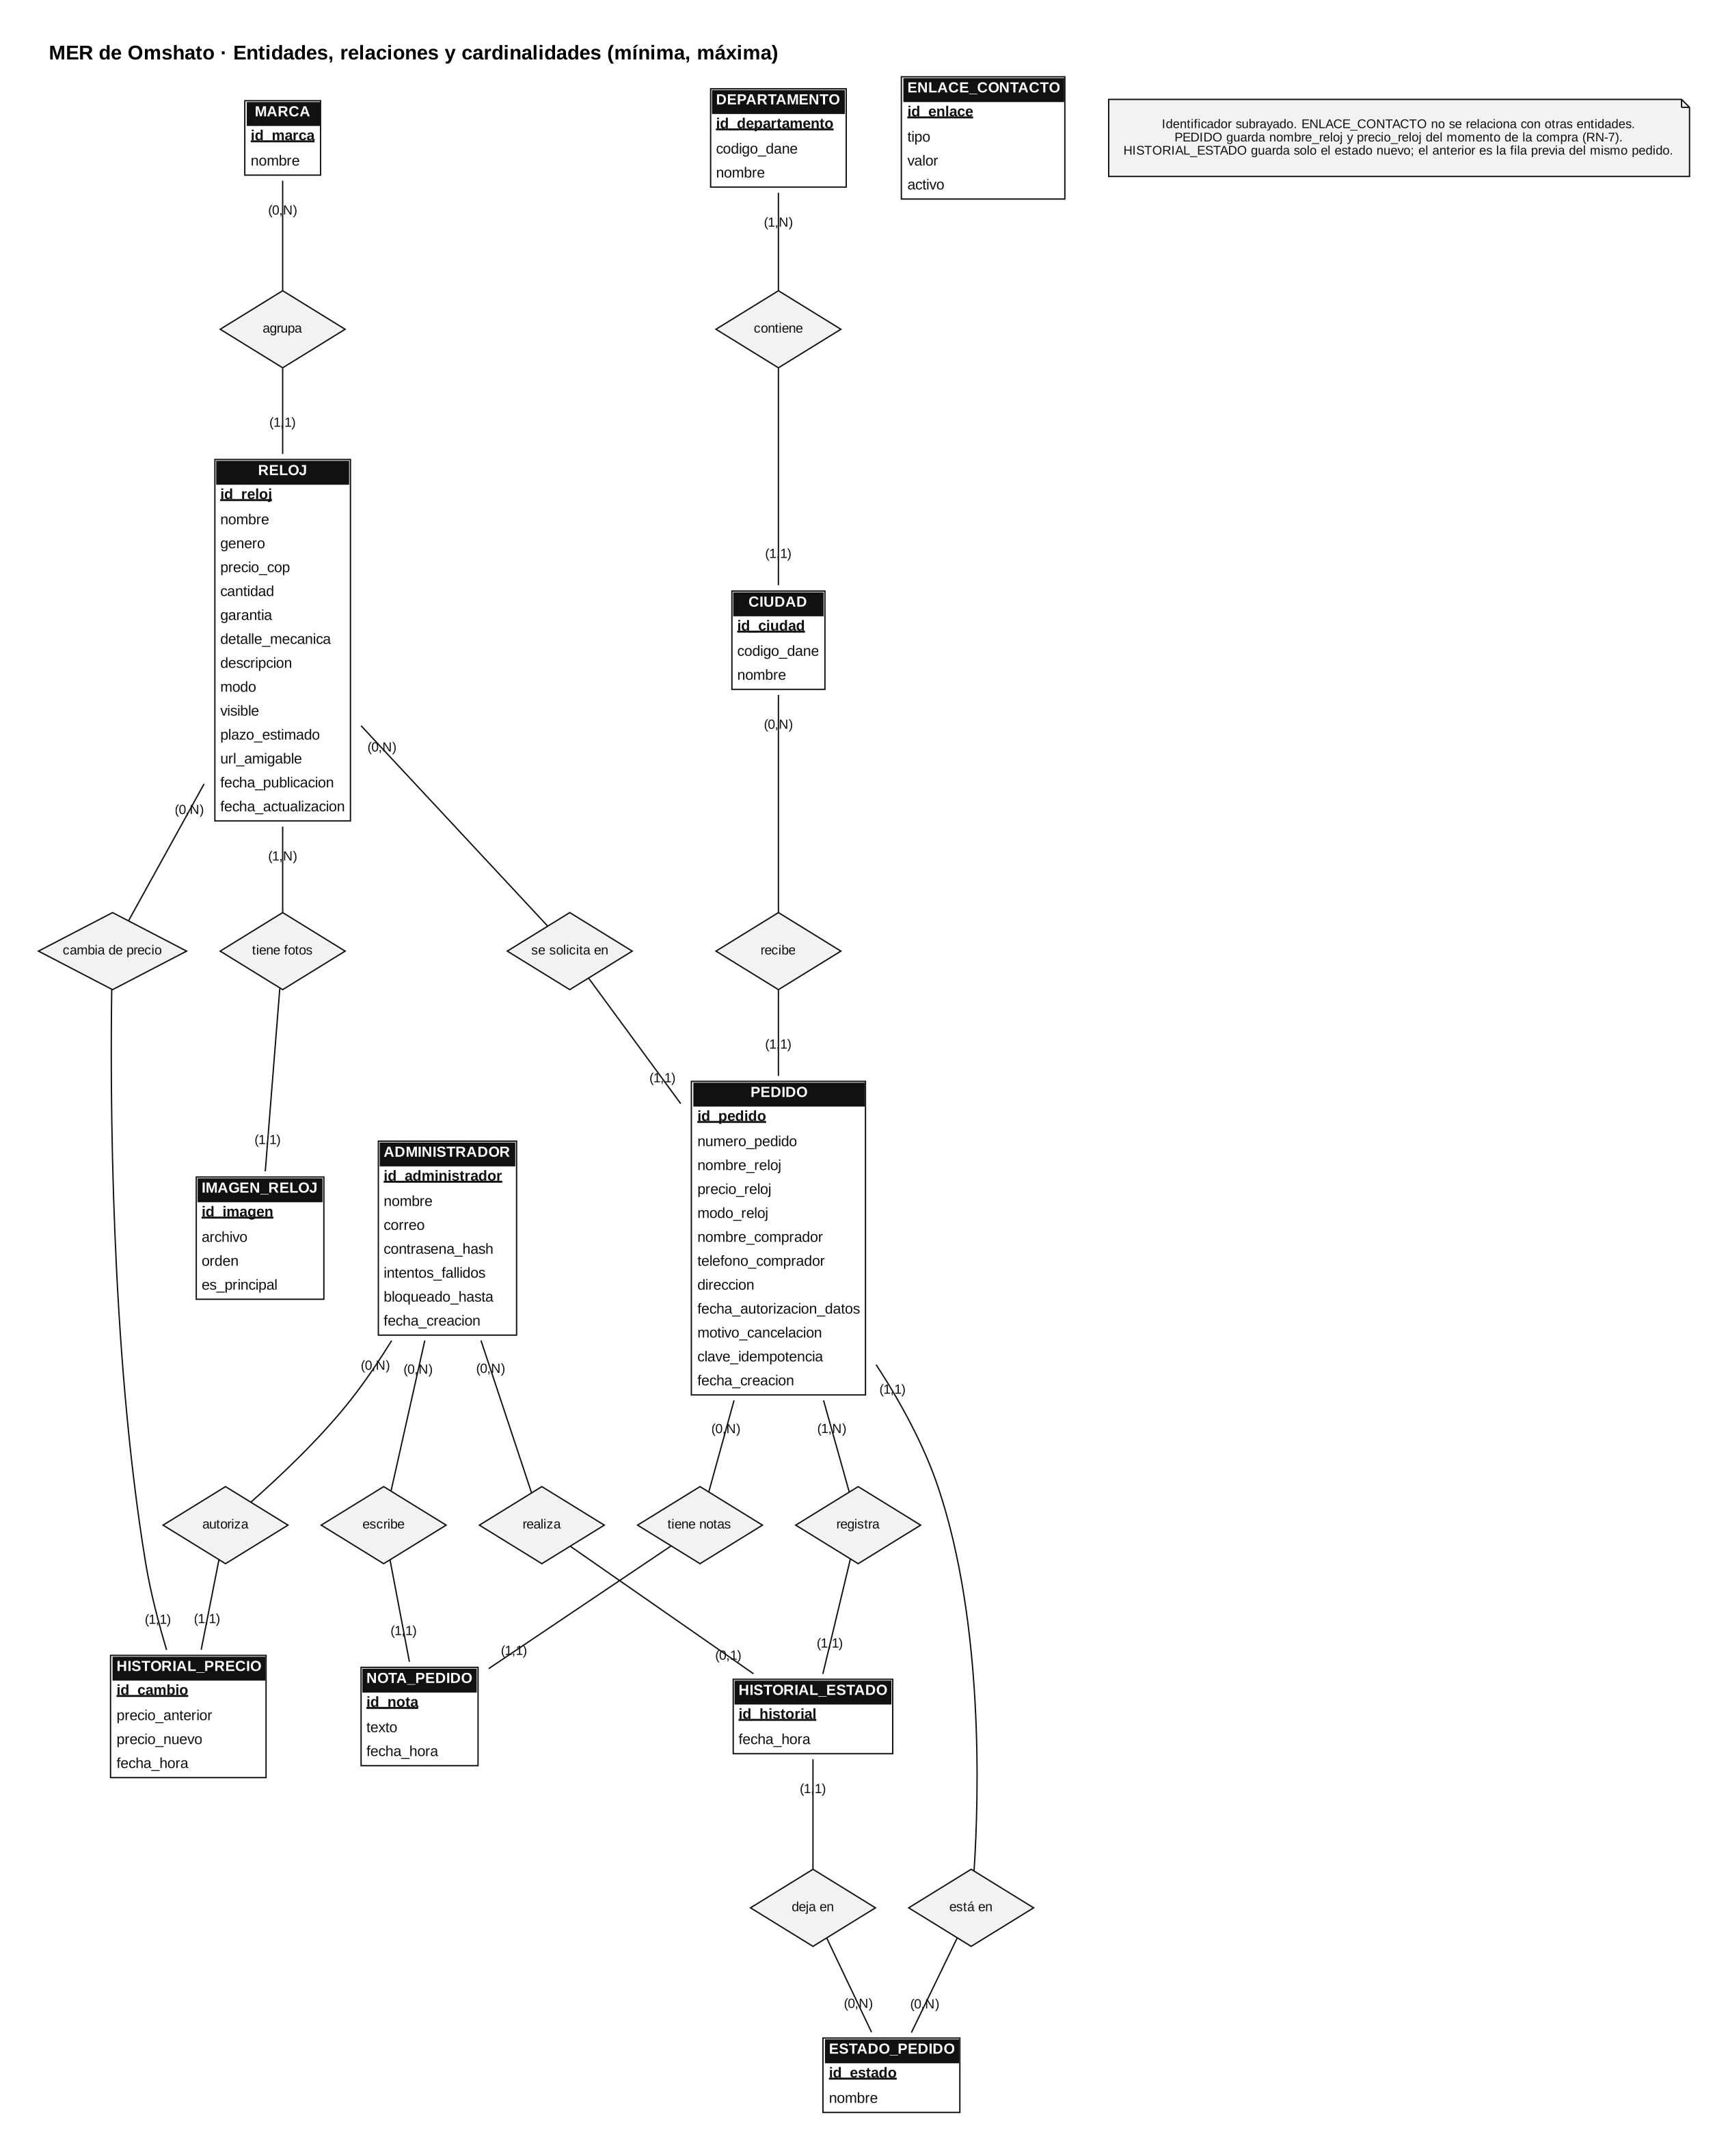 MER de Omshato · Entidades, relaciones y cardinalidades (mínima, máxima)
MARCA
id_marca
nombre
DEPARTAMENTO
id_departamento
codigo_dane
nombre
ENLACE_CONTACTO
id_enlace
tipo
valor
activo
Identificador subrayado. ENLACE_CONTACTO no se relaciona con otras entidades.
PEDIDO guarda nombre_reloj y precio_reloj del momento de la compra (RN-7).
HISTORIAL_ESTADO guarda solo el estado nuevo; el anterior es la fila previa del mismo pedido.
(0,N)
(1,N)
agrupa
contiene
(1,1)
(1,1)
RELOJ
id_reloj
nombre
genero
precio_cop
cantidad
garantia
detalle_mecanica
descripcion
modo
visible
plazo_estimado
url_amigable
fecha_publicacion
fecha_actualizacion
CIUDAD
id_ciudad
codigo_dane
nombre
(0,N)
(0,N)
(0,N)
(1,N)
cambia de precio
tiene fotos
se solicita en
recibe
(1,1)
(1,1)
(1,1)
PEDIDO
id_pedido
numero_pedido
nombre_reloj
precio_reloj
modo_reloj
nombre_comprador
telefono_comprador
direccion
fecha_autorizacion_datos
motivo_cancelacion
clave_idempotencia
fecha_creacion
ADMINISTRADOR
id_administrador
nombre
correo
contrasena_hash
intentos_fallidos
bloqueado_hasta
fecha_creacion
IMAGEN_RELOJ
id_imagen
archivo
orden
es_principal
(0,N)
(0,N)
(0,N)
(1,1)
(0,N)
(1,N)
autoriza
escribe
realiza
tiene notas
registra
(1,1)
(1,1)
(1,1)
(1,1)
(0,1)
(1,1)
HISTORIAL_PRECIO
id_cambio
precio_anterior
precio_nuevo
fecha_hora
NOTA_PEDIDO
id_nota
texto
fecha_hora
HISTORIAL_ESTADO
id_historial
fecha_hora
(1,1)
deja en
está en
(0,N)
(0,N)
ESTADO_PEDIDO
id_estado
nombre